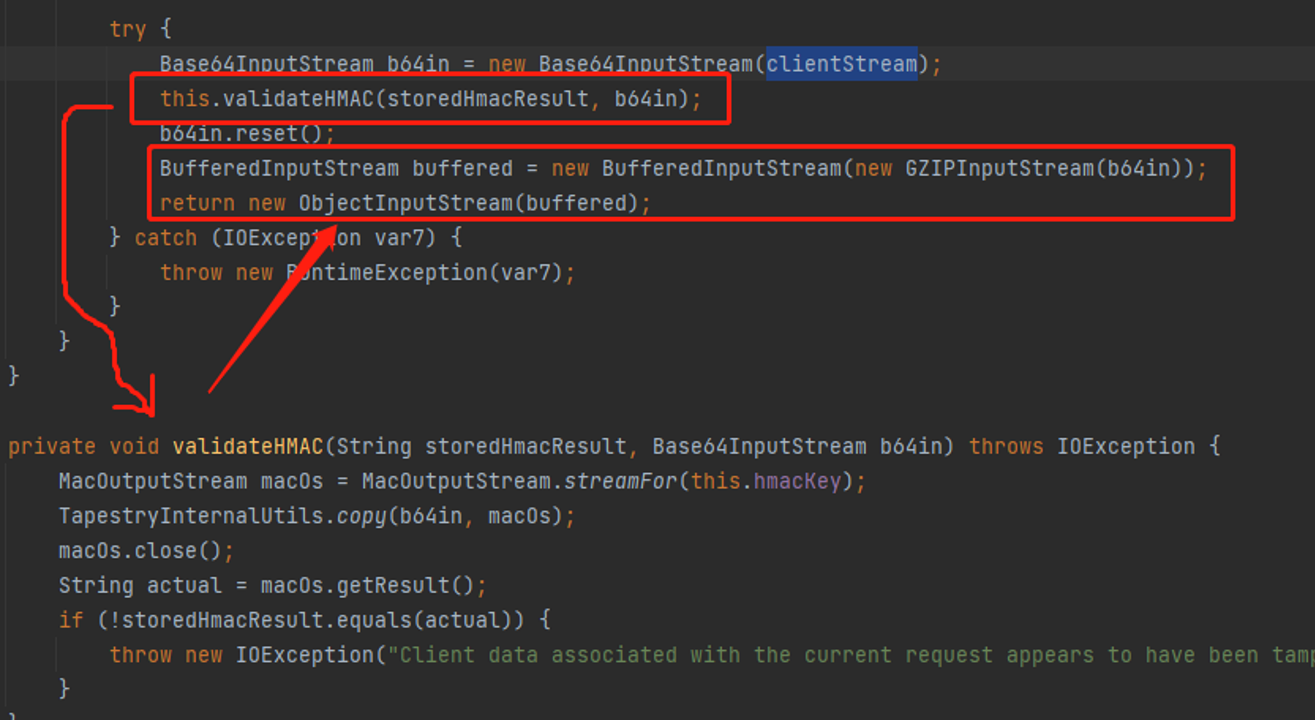 try {
Base64InputStream b64in = new Base64InputStream(clientStream);
this.validateHMAC(storedHmacResult, b64in);
b64in.reset();
BufferedInputStream buffered = new BufferedInputStream(new GZIPInputStream(b64in));
return new ObjectInputStream(buffered);
} catch (IOException var7) {
throw new RuntimeException(var7);
}
}
}
private void validateHMAC(String storedHmacResult, Base64InputStream b64in) throws IOException {
MacOutputStream macOs = MacOutputStream.streamFor(this.hmacKey);
TapestryInternalUtils.copy(b64in, macOs);
macOs.close();
String actual = macOs.getResult();
if (!storedHmacResult.equals(actual)) {
throw new IOException("Client data associated with the current request appears to have been tamp
}
}